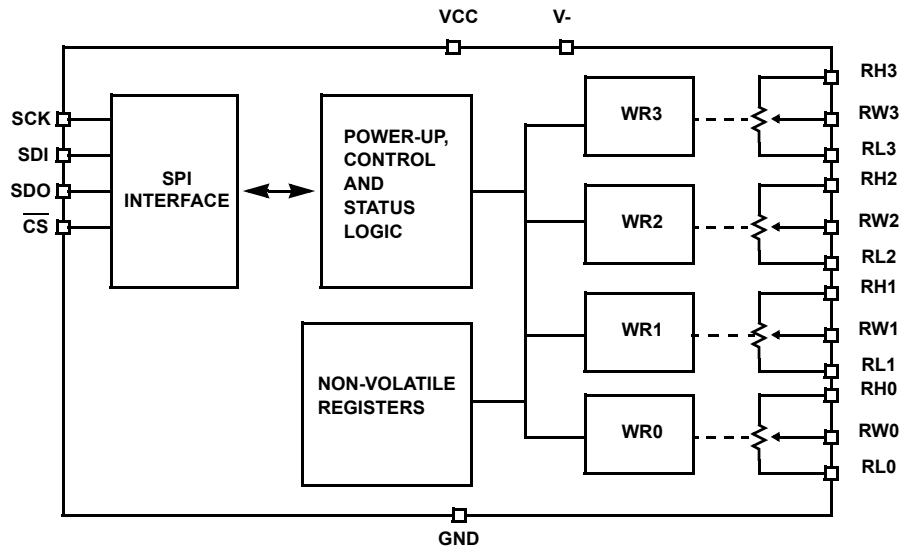 VCC
V-
SCK
SDI
SDO
CS
SPI
INTERFACE
POWER-UP,
CONTROL
AND
STATUS
LOGIC
NON-VOLATILE
REGISTERS
WR3
WR2
WR1
WR0
RH3
RW3
RL3
RH2
RW2
RL2
RH1
RW1
RL1
RH0
RW0
RL0
GND